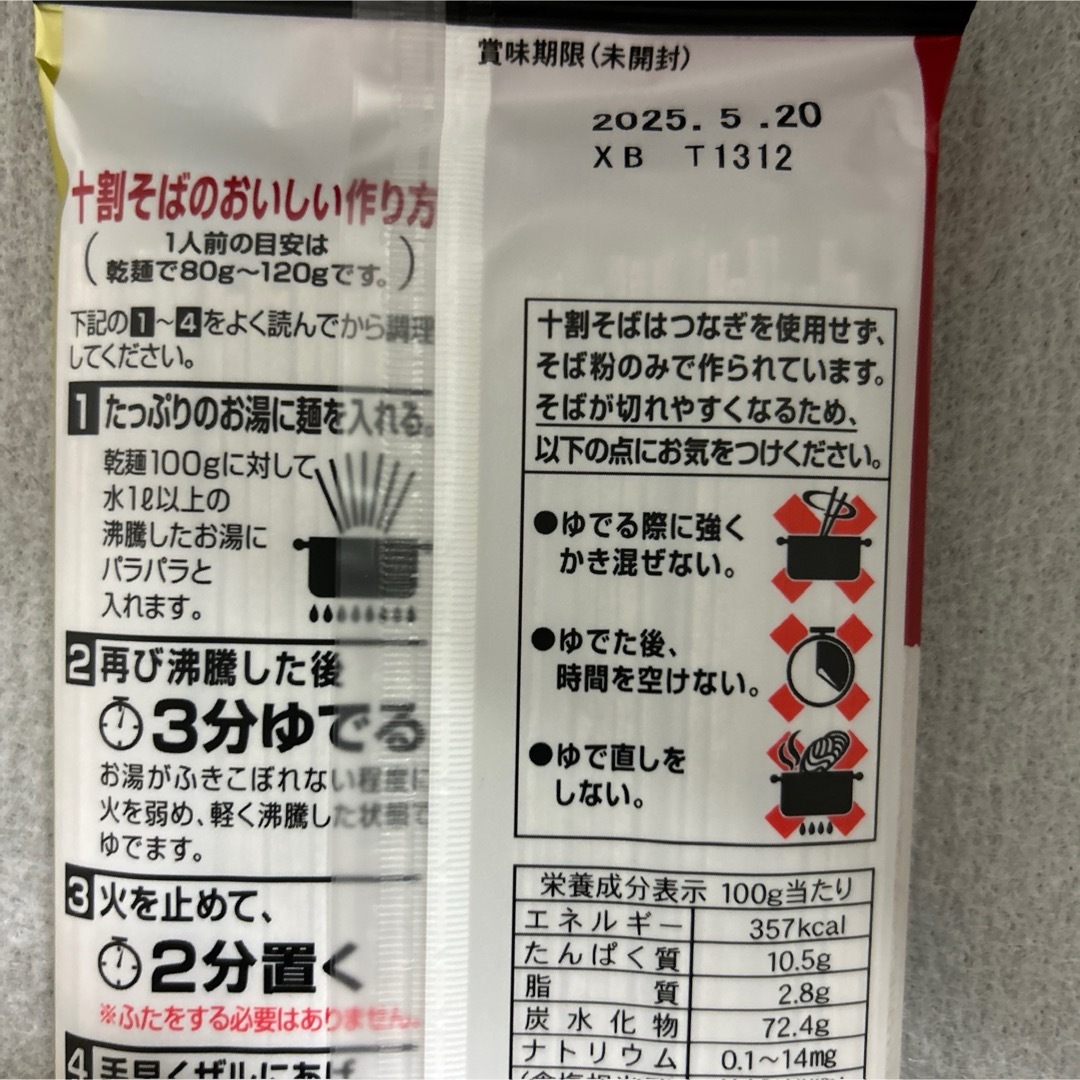 賞味期限(未開封)
2025. 5 .20
XB T1312
十割そばのおいしい作り方
(1人前の目安は
乾麺で80g〜120gです。)
下記の1〜4をよく読んでから調理
してください。
1 たっぷりのお湯に麺を入れる。
乾麺100gに対して
水1ℓ以上の
沸騰したお湯に
パラパラと
入れます。
2 再び沸騰した後
3分ゆでる
お湯がふきこぼれない程度に
火を弱め、軽く沸騰した状態で
ゆでます。
3 火を止めて、
2分置く
※ふたをする必要はありません。
4 手早くザルにあげ
十割そばはつなぎを使用せず、
そば粉のみで作られています。
そばが切れやすくなるため、
以下の点にお気をつけください。
●ゆでる際に強く
かき混ぜない。
●ゆでた後、
時間を空けない。
●ゆで直しを
しない。
栄養成分表示 100g当たり
エネルギー 357kcal
たんぱく質 10.5g
脂質 2.8g
炭水化物 72.4g
ナトリウム 0.1〜14mg